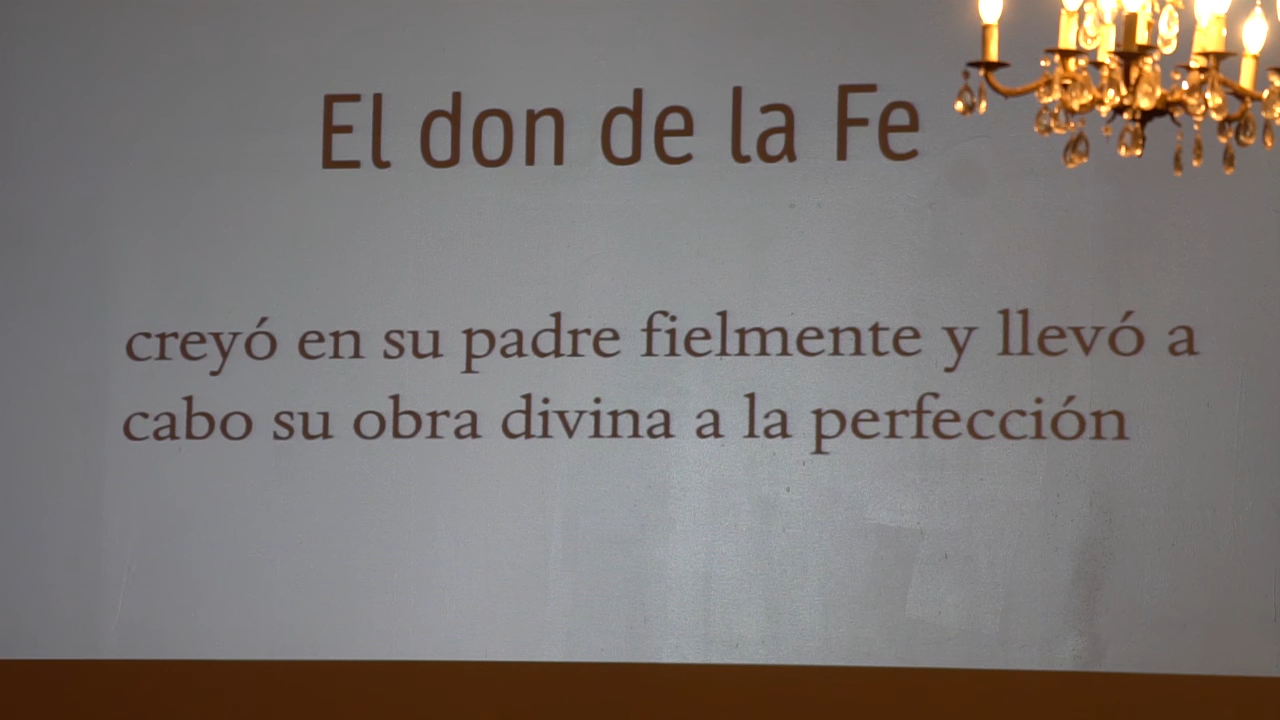 El don de la Fe
creyó en su padre fielmente y llevó a
cabo su obra divina a la perfección